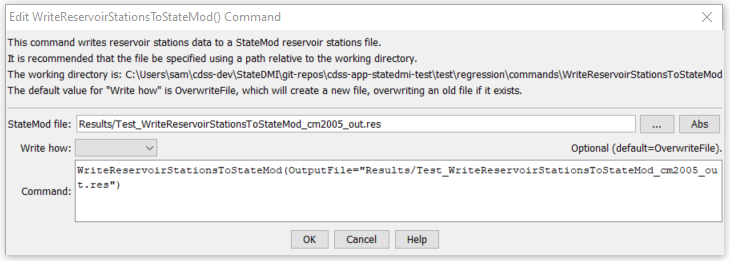 Edit WriteReservoirStationsToStateMod() Command
This command writes reservoir stations data to a StateMod reservoir stations file.
It is recommended that the file be specified using a path relative to the working directory.
The working directory is: C:\Users\sam\cdss-dev\StateDMI\git-repos\cdss-app-statedmi-test\test\regression\commands\WriteReservoirStationsToStateMod
The default value for "Write how" is OverwriteFile, which will create a new file, overwriting an old file if it exists.
StateMod file: Results/Test_WriteReservoirStationsToStateMod_cm2005_out.res ... Abs
Write how: Optional (default=OverwriteFile).
WriteReservoirStationsToStateMod(OutputFile="Results/Test_WriteReservoirStationsToStateMod_cm2005_ou
Command: t.res")
OK Cancel Help